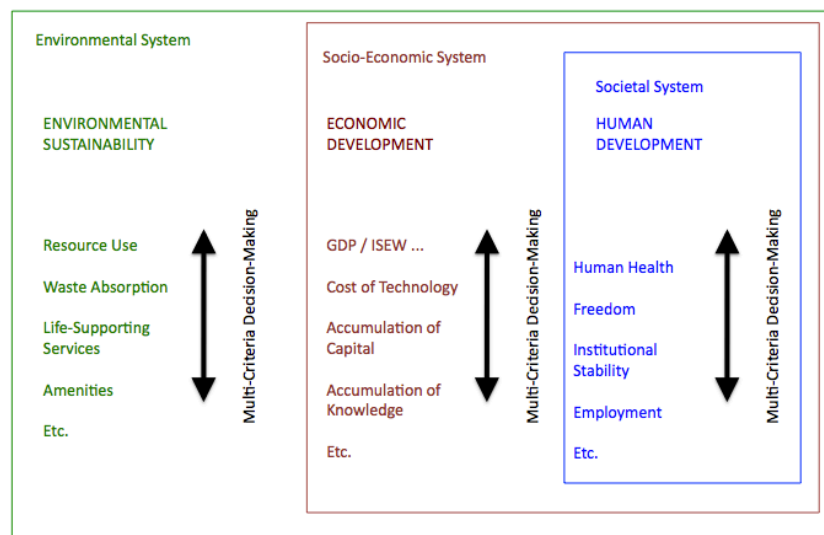 Environmental System
ENVIRONMENTAL
SUSTAINABILITY
Resource Use
Waste Absorption
Life-Supporting
Services
Amenities
Etc.
Multi-Criteria Decision-Making
Socio-Economic System
ECONOMIC
DEVELOPMENT
GDP / ISEW ...
Cost of Technology
Accumulation of
Capital
Accumulation of
Knowledge
Etc.
Multi-Criteria Decision-Making
Societal System
HUMAN
DEVELOPMENT
Human Health
Freedom
Institutional
Stability
Employment
Etc.
Multi-Criteria Decision-Making